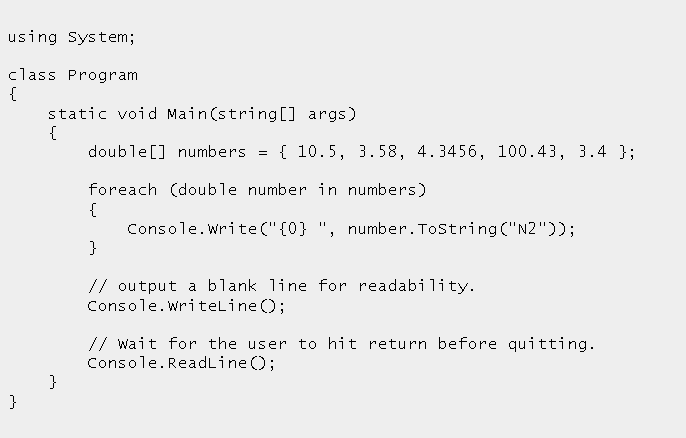 using System;
class Program
{
    static void Main(string[] args)
    {
        double[] numbers = { 10.5, 3.58, 4.3456, 100.43, 3.4 };
        foreach (double number in numbers)
        {
            Console.Write("{0} ", number.ToString("N2"));
        }
        // output a blank line for readability.
        Console.WriteLine();
        // Wait for the user to hit return before quitting.
        Console.ReadLine();
    }
}